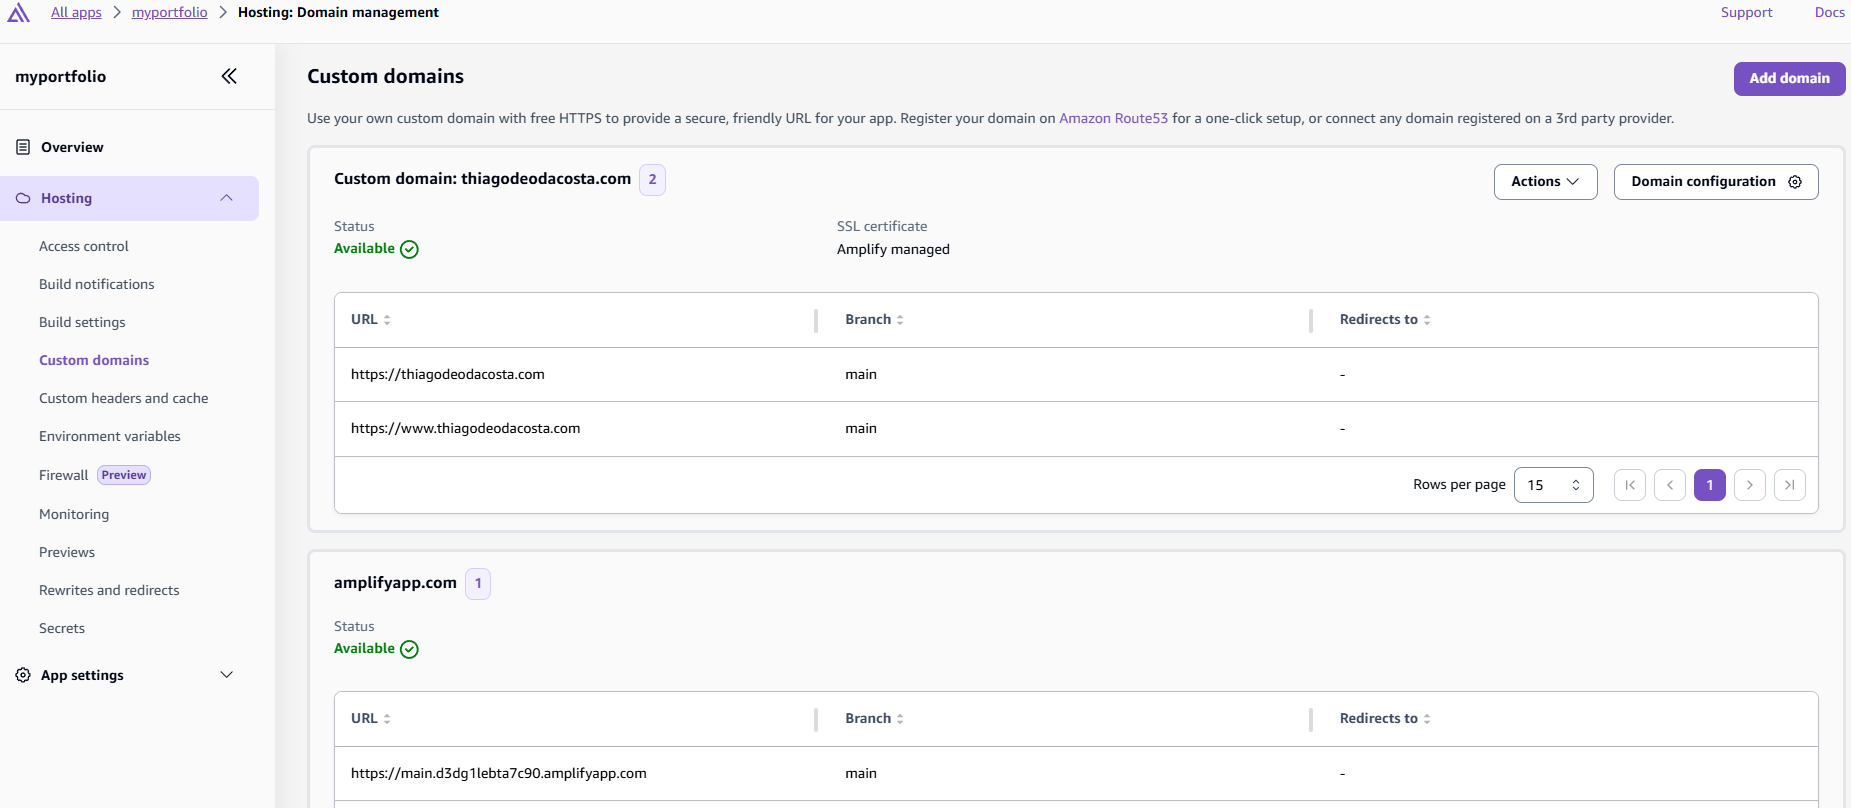 All apps > myportfolio > Hosting: Domain management
Support Docs
myportfolio
Overview
Hosting
Access control
Build notifications
Build settings
Custom domains
Custom headers and cache
Environment variables
Firewall Preview
Monitoring
Previews
Rewrites and redirects
Secrets
App settings
Custom domains
Add domain
Use your own custom domain with free HTTPS to provide a secure, friendly URL for your app. Register your domain on Amazon Route53 for a one-click setup, or connect any domain registered on a 3rd party provider.
Custom domain: thiagodeodacosta.com 2
Actions
Domain configuration
Status
Available
SSL certificate
Amplify managed
URL Branch Redirects to
https://thiagodeodacosta.com main -
https://www.thiagodeodacosta.com main -
Rows per page 15 1
amplifyapp.com 1
Status
Available
URL Branch Redirects to
https://main.d3dg1lebta7c90.amplifyapp.com main -